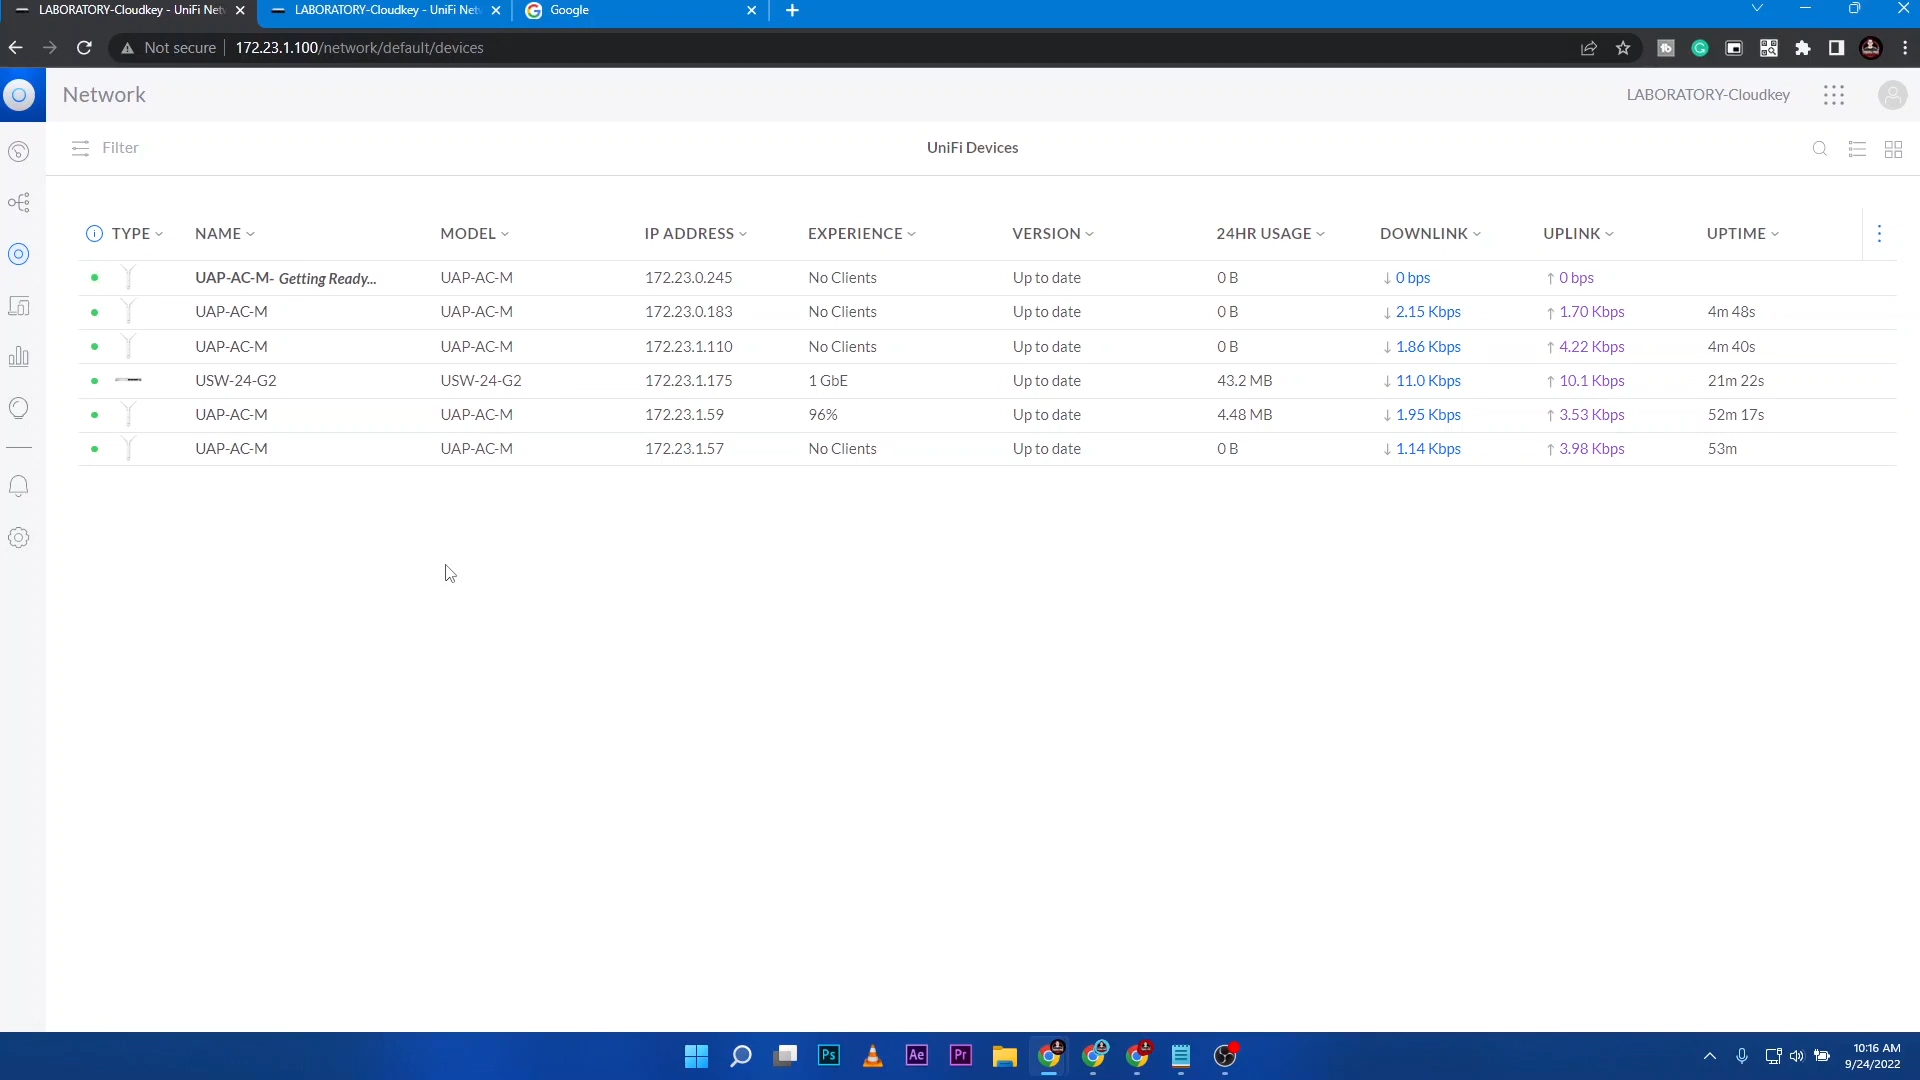 LABORATORY-Cloudkey - UniFi Net
LABORATORY-Cloudkey - UniFi Net
Google
Not secure
172.23.1.100/network/default/devices
Network
LABORATORY-Cloudkey
Filter
UniFi Devices
TYPE NAME MODEL IP ADDRESS EXPERIENCE VERSION 24HR USAGE DOWNLINK UPLINK UPTIME
UAP-AC-M- Getting Ready... UAP-AC-M 172.23.0.245 No Clients Up to date 0 B ↓ 0 bps ↑ 0 bps
UAP-AC-M UAP-AC-M 172.23.0.183 No Clients Up to date 0 B ↓ 2.15 Kbps ↑ 1.70 Kbps 4m 48s
UAP-AC-M UAP-AC-M 172.23.1.110 No Clients Up to date 0 B ↓ 1.86 Kbps ↑ 4.22 Kbps 4m 40s
USW-24-G2 USW-24-G2 172.23.1.175 1 GbE Up to date 43.2 MB ↓ 11.0 Kbps ↑ 10.1 Kbps 21m 22s
UAP-AC-M UAP-AC-M 172.23.1.59 96% Up to date 4.48 MB ↓ 1.95 Kbps ↑ 3.53 Kbps 52m 17s
UAP-AC-M UAP-AC-M 172.23.1.57 No Clients Up to date 0 B ↓ 1.14 Kbps ↑ 3.98 Kbps 53m
Ps
Ae
Pr
10:16 AM
9/24/2022